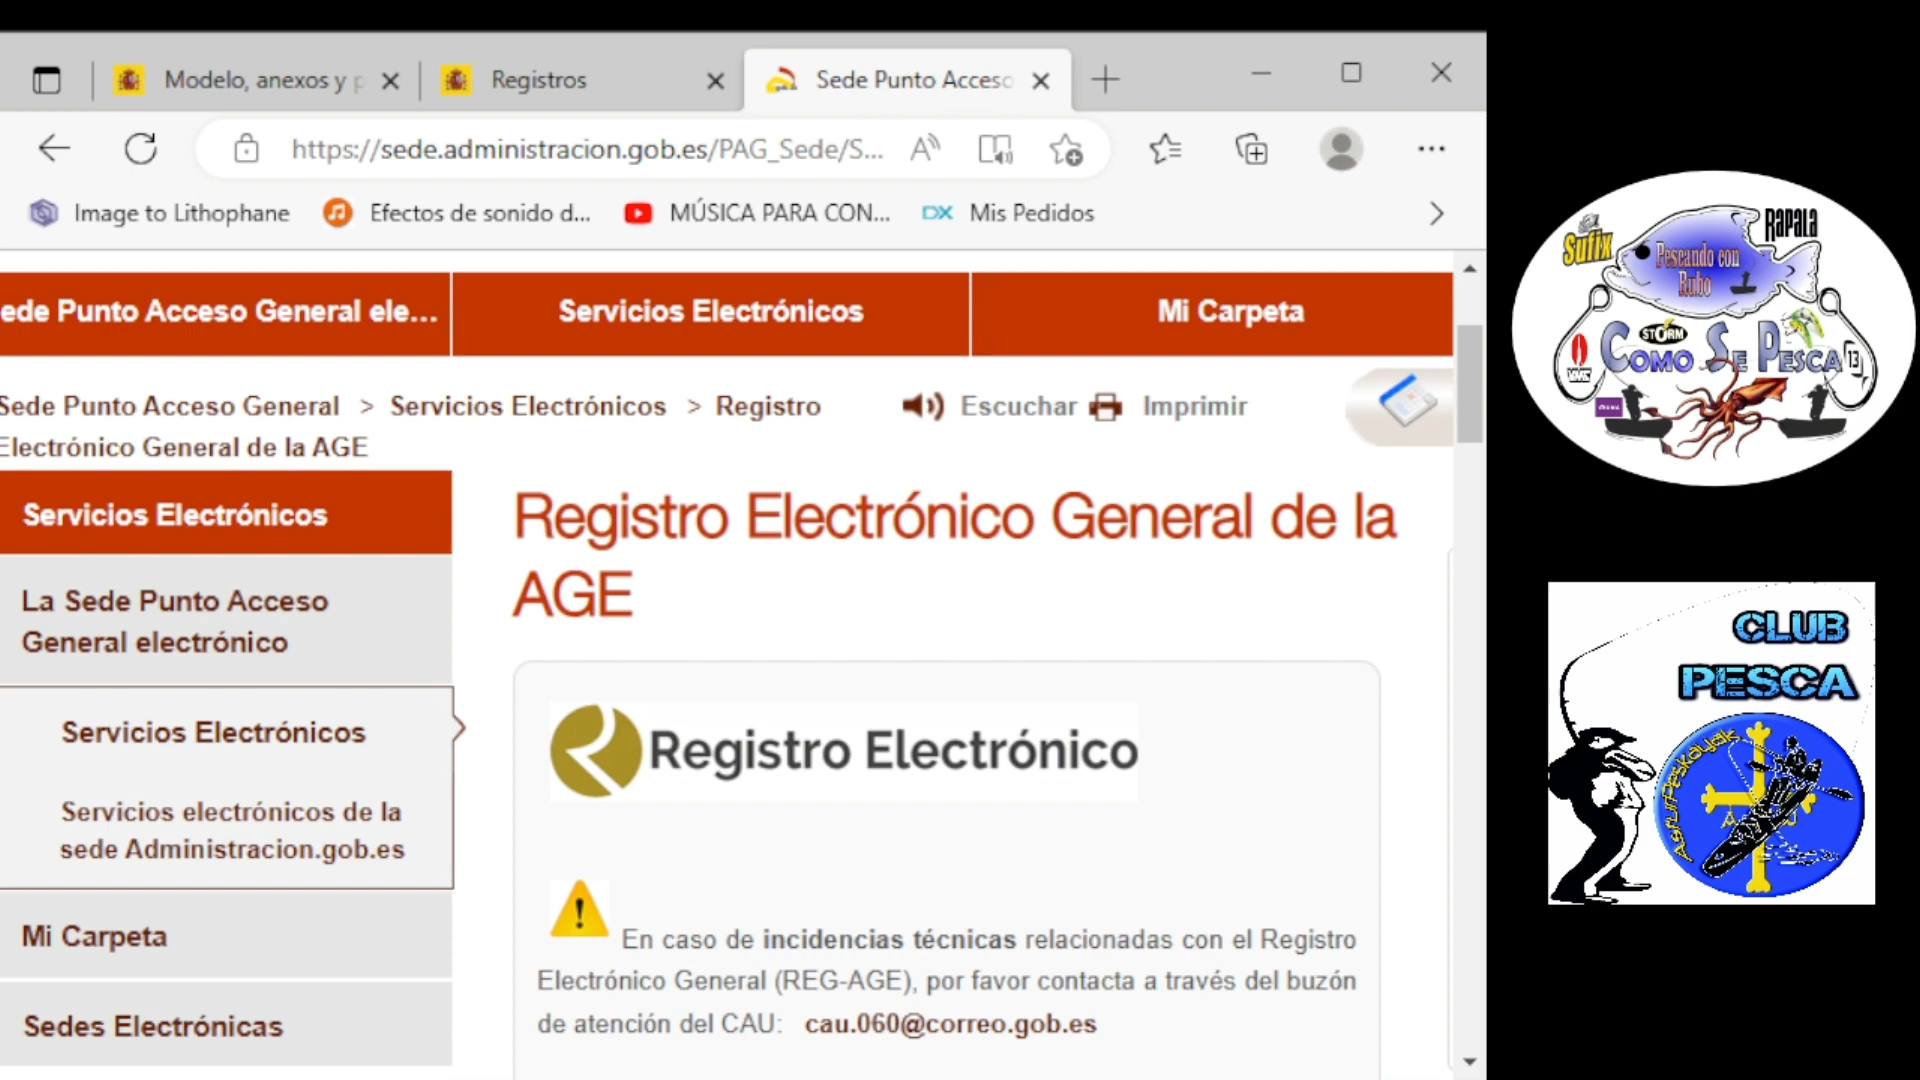 Modelo, anexos y p
Registros
Sede Punto Acceso
https://sede.administracion.gob.es/PAG_Sede/S...
Image to Lithophane
Efectos de sonido d...
MÚSICA PARA CON...
DX Mis Pedidos
ede Punto Acceso General ele...
Servicios Electrónicos
Mi Carpeta
Sede Punto Acceso General > Servicios Electrónicos > Registro
Electrónico General de la AGE
Escuchar
Imprimir
Servicios Electrónicos
La Sede Punto Acceso
General electrónico
Servicios Electrónicos
Servicios electrónicos de la
sede Administracion.gob.es
Mi Carpeta
Sedes Electrónicas
Registro Electrónico General de la
AGE
Registro Electrónico
En caso de incidencias técnicas relacionadas con el Registro
Electrónico General (REG-AGE), por favor contacta a través del buzón
de atención del CAU: cau.060@correo.gob.es
Sufix
RAPALA
Pescando con
Rubo
STORM
COMO SE PESCA
13
VMC
CLUB
PESCA
Asturpeskayak